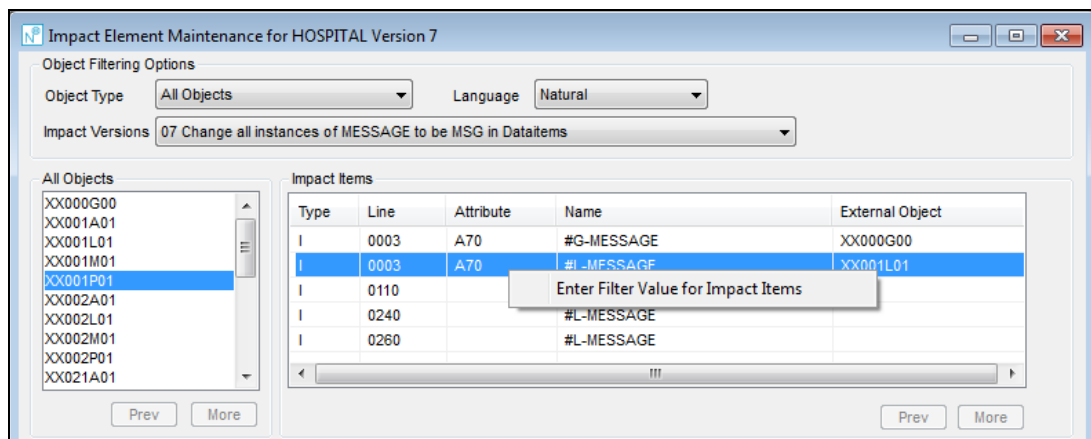 Impact Element Maintenance for HOSPITAL Version 7
Object Filtering Options
Object Type All Objects Language Natural
Impact Versions 07 Change all instances of MESSAGE to be MSG in Dataitems
All Objects
XX000G00
XX001A01
XX001L01
XX001M01
XX001P01
XX002A01
XX002L01
XX002M01
XX002P01
XX021A01
Prev More
Impact Items
Type Line Attribute Name External Object
I 0003 A70 #G-MESSAGE XX000G00
I 0003 A70 #L-MESSAGE XX001L01
I 0110
Enter Filter Value for Impact Items
I 0240 #L-MESSAGE
I 0260 #L-MESSAGE
Prev More